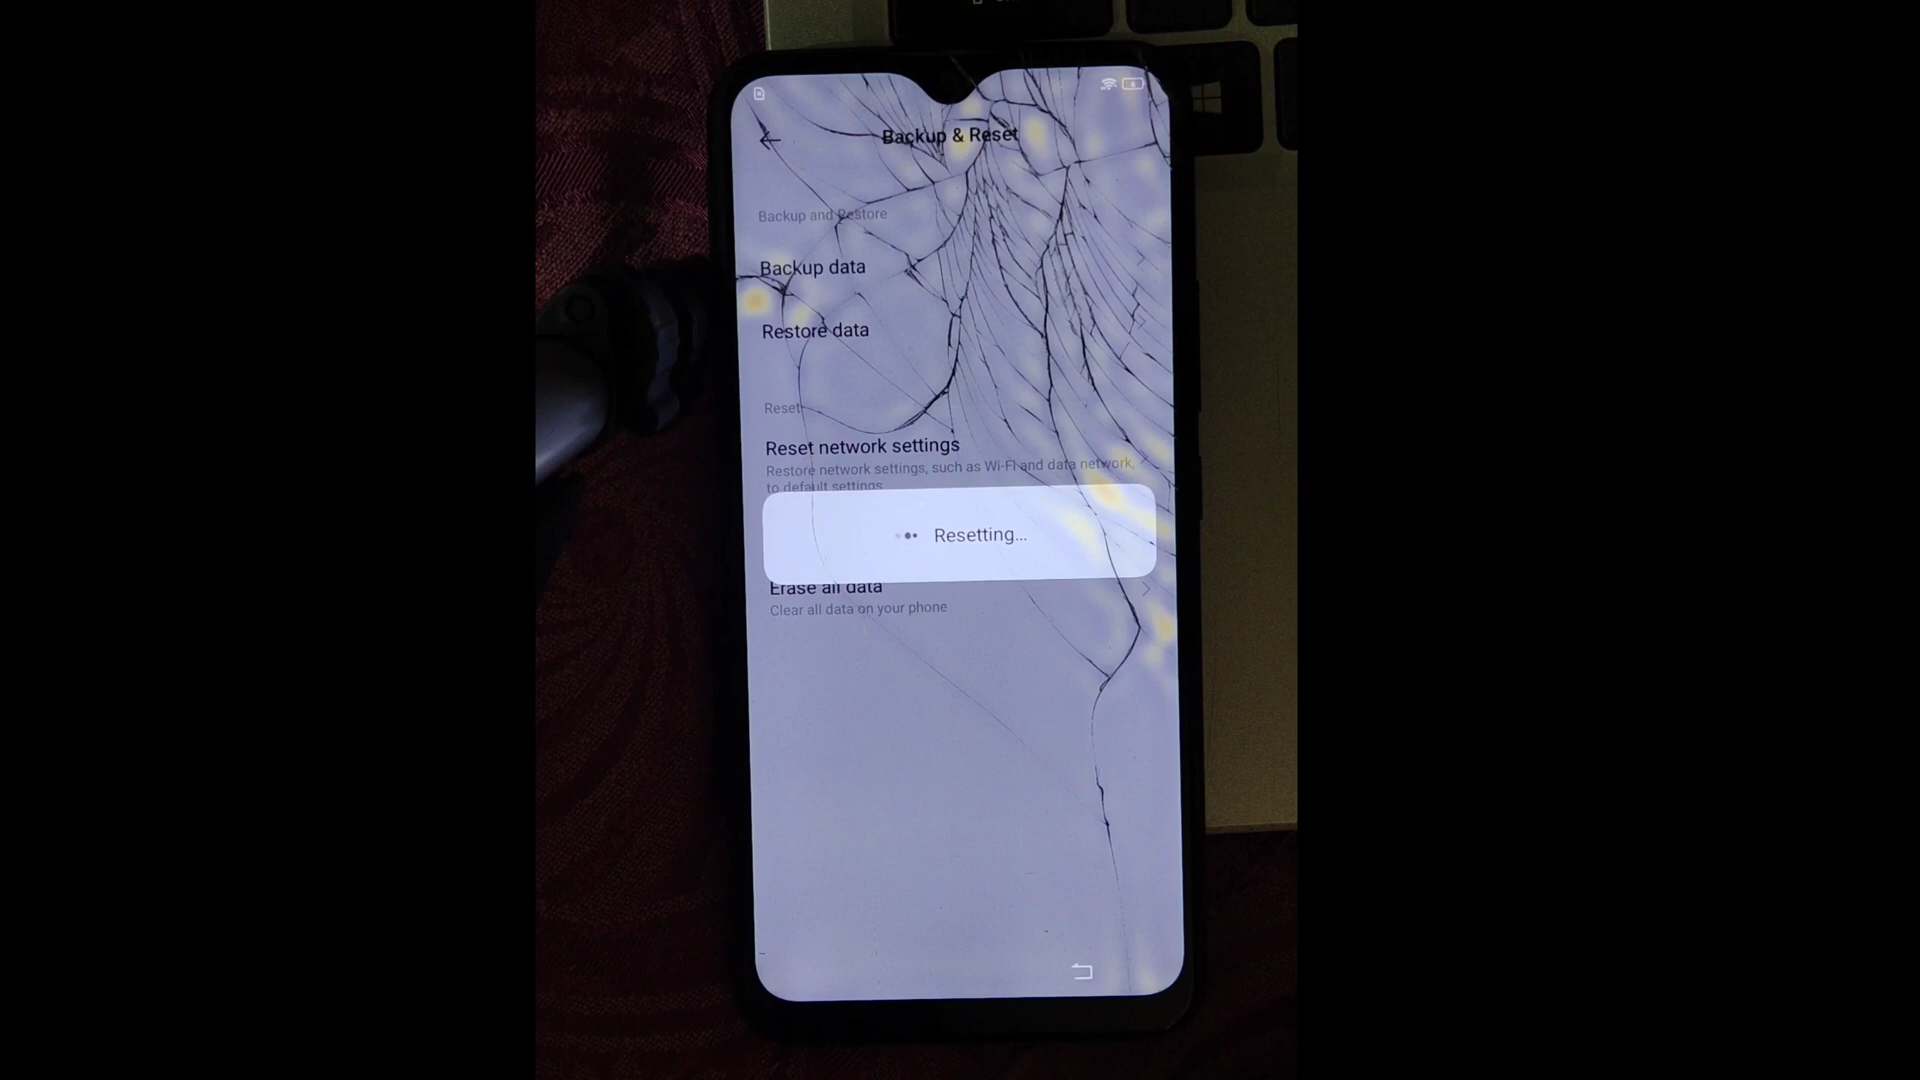 Backup & Reset
Backup and Restore
Backup data
Restore data
Reset
Reset network settings
Restore network settings, such as Wi-Fi and data network,
to default settings
Resetting...
Erase all data
Clear all data on your phone